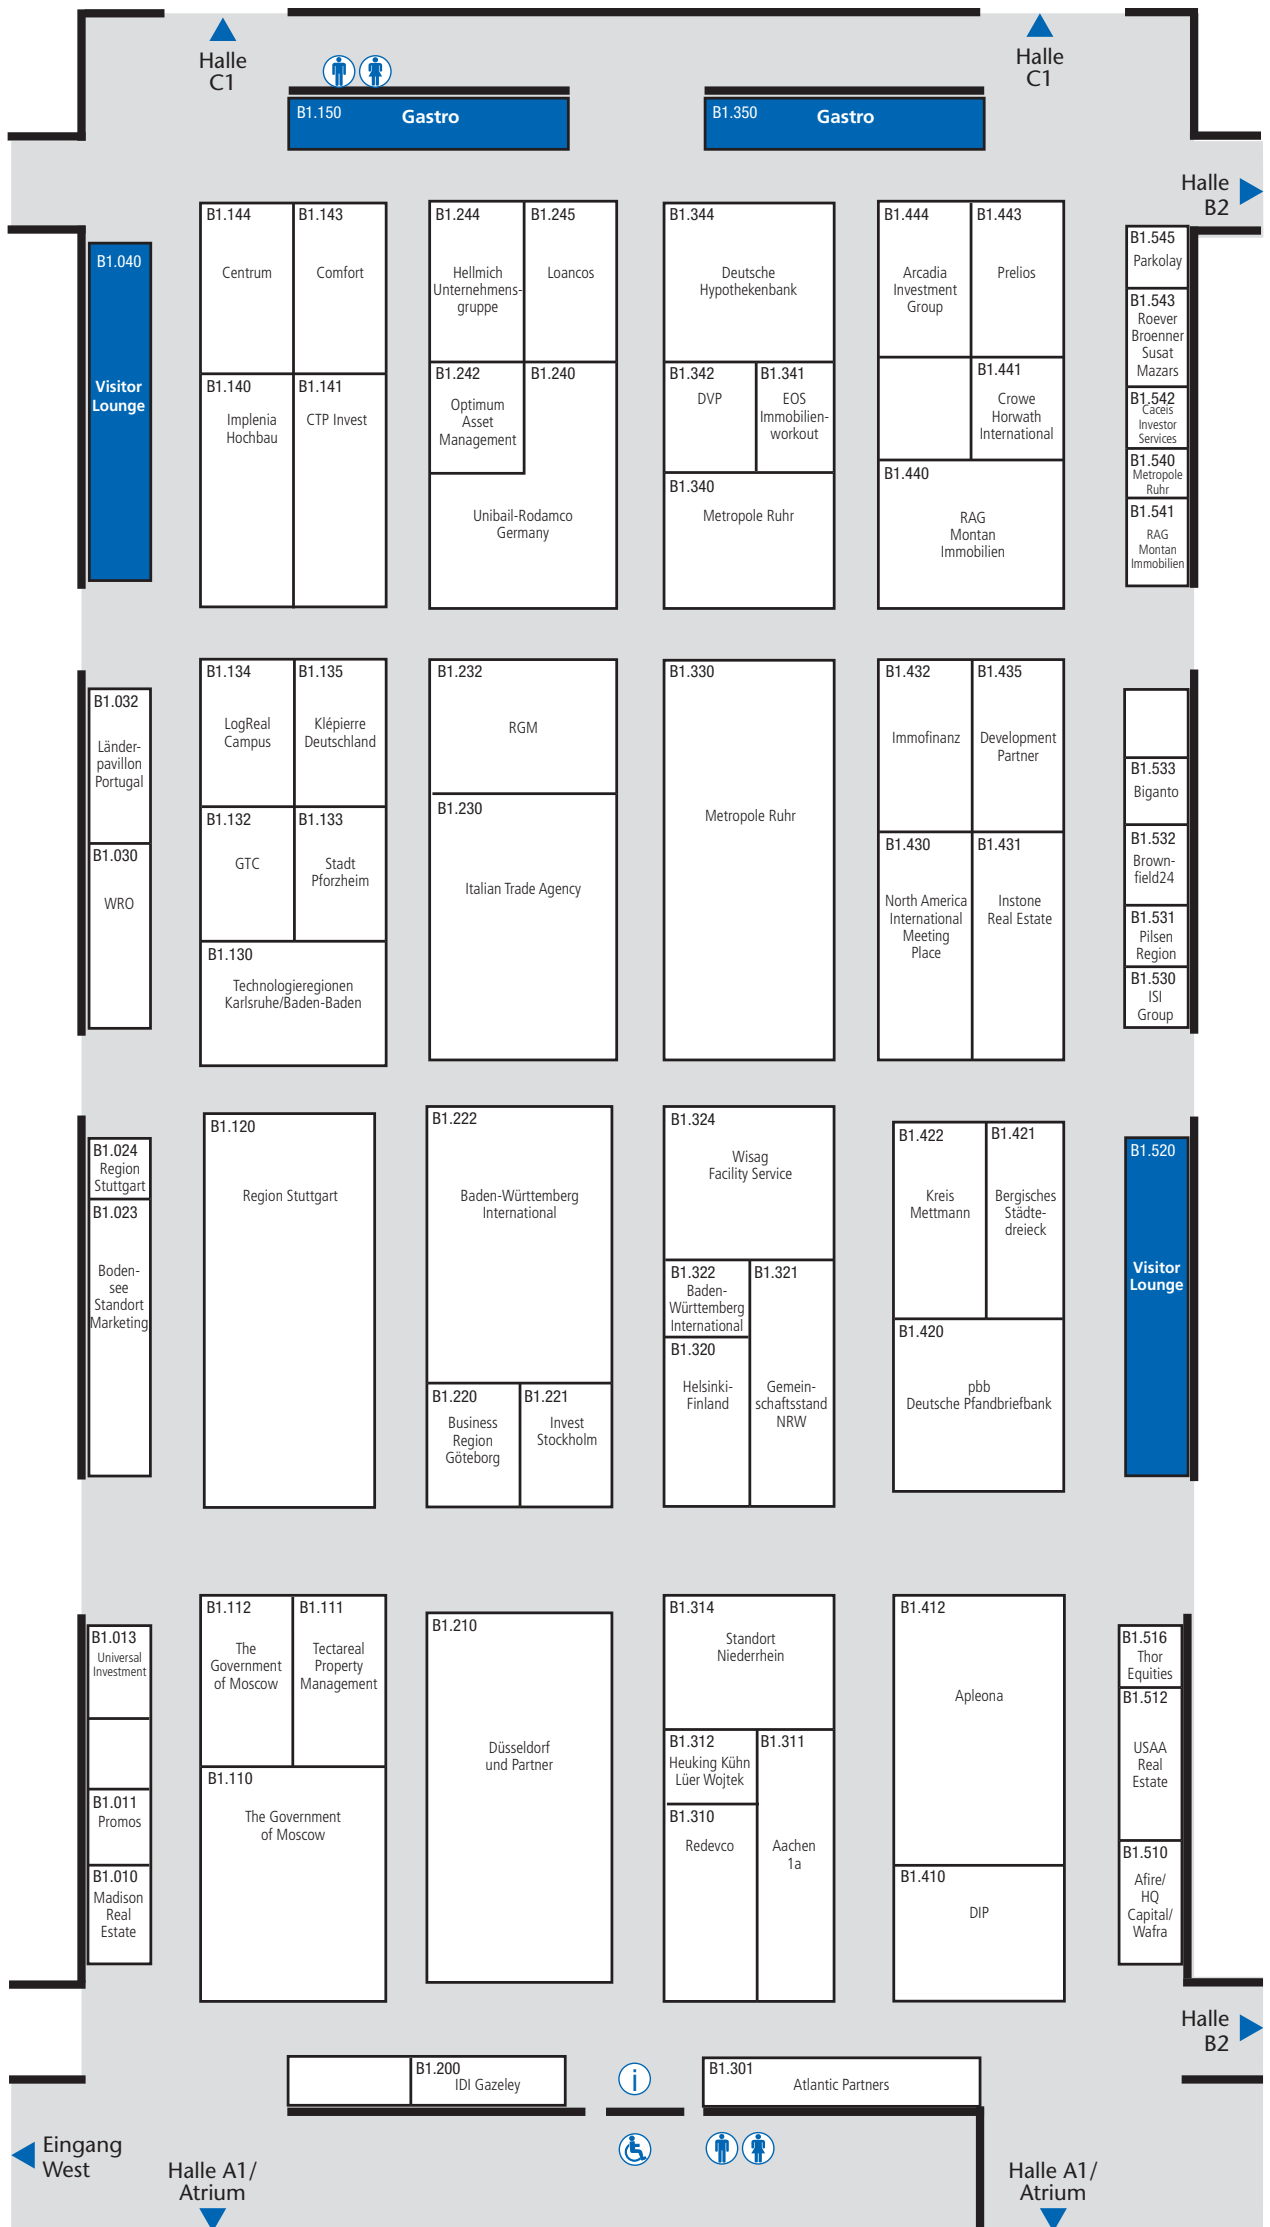 Halle
C1
Halle
C1
B1.150
Gastro
B1.350
Gastro
Halle
B2
B1.040
Visitor
Lounge
B1.144
Centrum
B1.143
Comfort
B1.140
Implenia
Hochbau
B1.141
CTP Invest
B1.244
Hellmich
Unternehmens-
gruppe
B1.245
Loancos
B1.242
Optimum
Asset
Management
B1.240
Unibail-Rodamco
Germany
B1.344
Deutsche
Hypothekenbank
B1.342
DVP
B1.341
EOS
Immobilien-
workout
B1.340
Metropole Ruhr
B1.444
Arcadia
Investment
Group
B1.443
Prelios
B1.441
Crowe
Horwath
International
B1.440
RAG
Montan
Immobilien
B1.545
Parkolay
B1.543
Roever
Broenner
Susat
Mazars
B1.542
Caceis
Investor
Services
B1.540
Metropole
Ruhr
B1.541
RAG
Montan
Immobilien
B1.032
Länder-
pavillon
Portugal
B1.030
WRO
B1.134
LogReal
Campus
B1.135
Klépierre
Deutschland
B1.132
GTC
B1.133
Stadt
Pforzheim
B1.130
Technologieregionen
Karlsruhe/Baden-Baden
B1.232
RGM
B1.230
Italian Trade Agency
B1.330
Metropole Ruhr
B1.432
Immofinanz
B1.435
Development
Partner
B1.430
North America
International
Meeting
Place
B1.431
Instone
Real Estate
B1.533
Biganto
B1.532
Brown-
field24
B1.531
Pilsen
Region
B1.530
ISI
Group
B1.024
Region
Stuttgart
B1.023
Boden-
see
Standort
Marketing
B1.120
Region Stuttgart
B1.222
Baden-Württemberg
International
B1.220
Business
Region
Göteborg
B1.221
Invest
Stockholm
B1.324
Wisag
Facility Service
B1.322
Baden-
Württemberg
International
B1.321
Gemein-
schaftsstand
NRW
B1.320
Helsinki-
Finland
B1.422
Kreis
Mettmann
B1.421
Bergisches
Städte-
dreieck
B1.420
pbb
Deutsche Pfandbriefbank
B1.520
Visitor
Lounge
B1.013
Universal
Investment
B1.011
Promos
B1.010
Madison
Real
Estate
B1.112
The
Government
of Moscow
B1.111
Tectareal
Property
Management
B1.110
The Government
of Moscow
B1.210
Düsseldorf
und Partner
B1.314
Standort
Niederrhein
B1.312
Heuking Kühn
Lüer Wojtek
B1.311
Aachen
1a
B1.310
Redevco
B1.412
Apleona
B1.410
DIP
B1.516
Thor
Equities
B1.512
USAA
Real
Estate
B1.510
Afire/
HQ
Capital/
Wafra
Halle
B2
B1.200
IDI Gazeley
i
B1.301
Atlantic Partners
Eingang
West
Halle A1/
Atrium
Halle A1/
Atrium